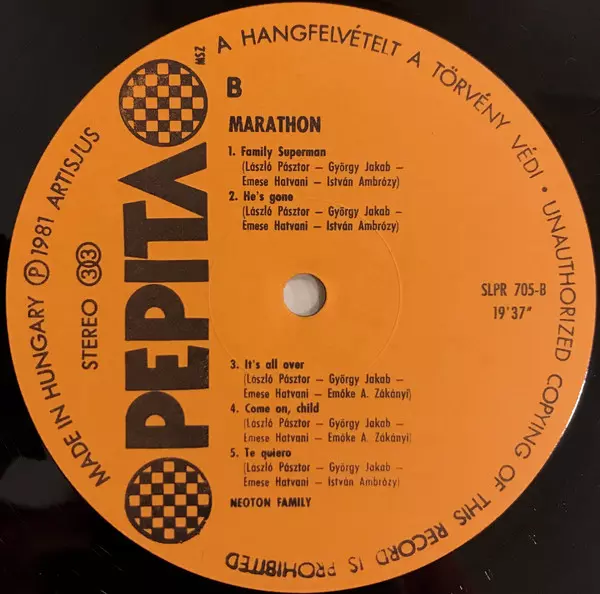 A HANGFELVÉTELT A TÖRVÉNY VÉDI • UNAUTHORIZED COPYING OF THIS RECORD IS PROHIBITED
MADE IN HUNGARY Ⓟ 1981 ARTISJUS
STEREO 33
PEPITA
MSZ
B
MARATHON
1. Family Superman
(László Pásztor – György Jakab –
Emese Hatvani – István Ambrózy)
2. He's gone
(László Pásztor – György Jakab –
Emese Hatvani – István Ambrózy)
SLPR 705-B
19'37"
3. It's all over
(László Pásztor – György Jakab –
Emese Hatvani – Emőke A. Zákányi)
4. Come on, child
(László Pásztor – György Jakab –
Emese Hatvani – Emőke A. Zákányi)
5. Te quiero
(László Pásztor – György Jakab –
Emese Hatvani – István Ambrózy)
NEOTON FAMILY